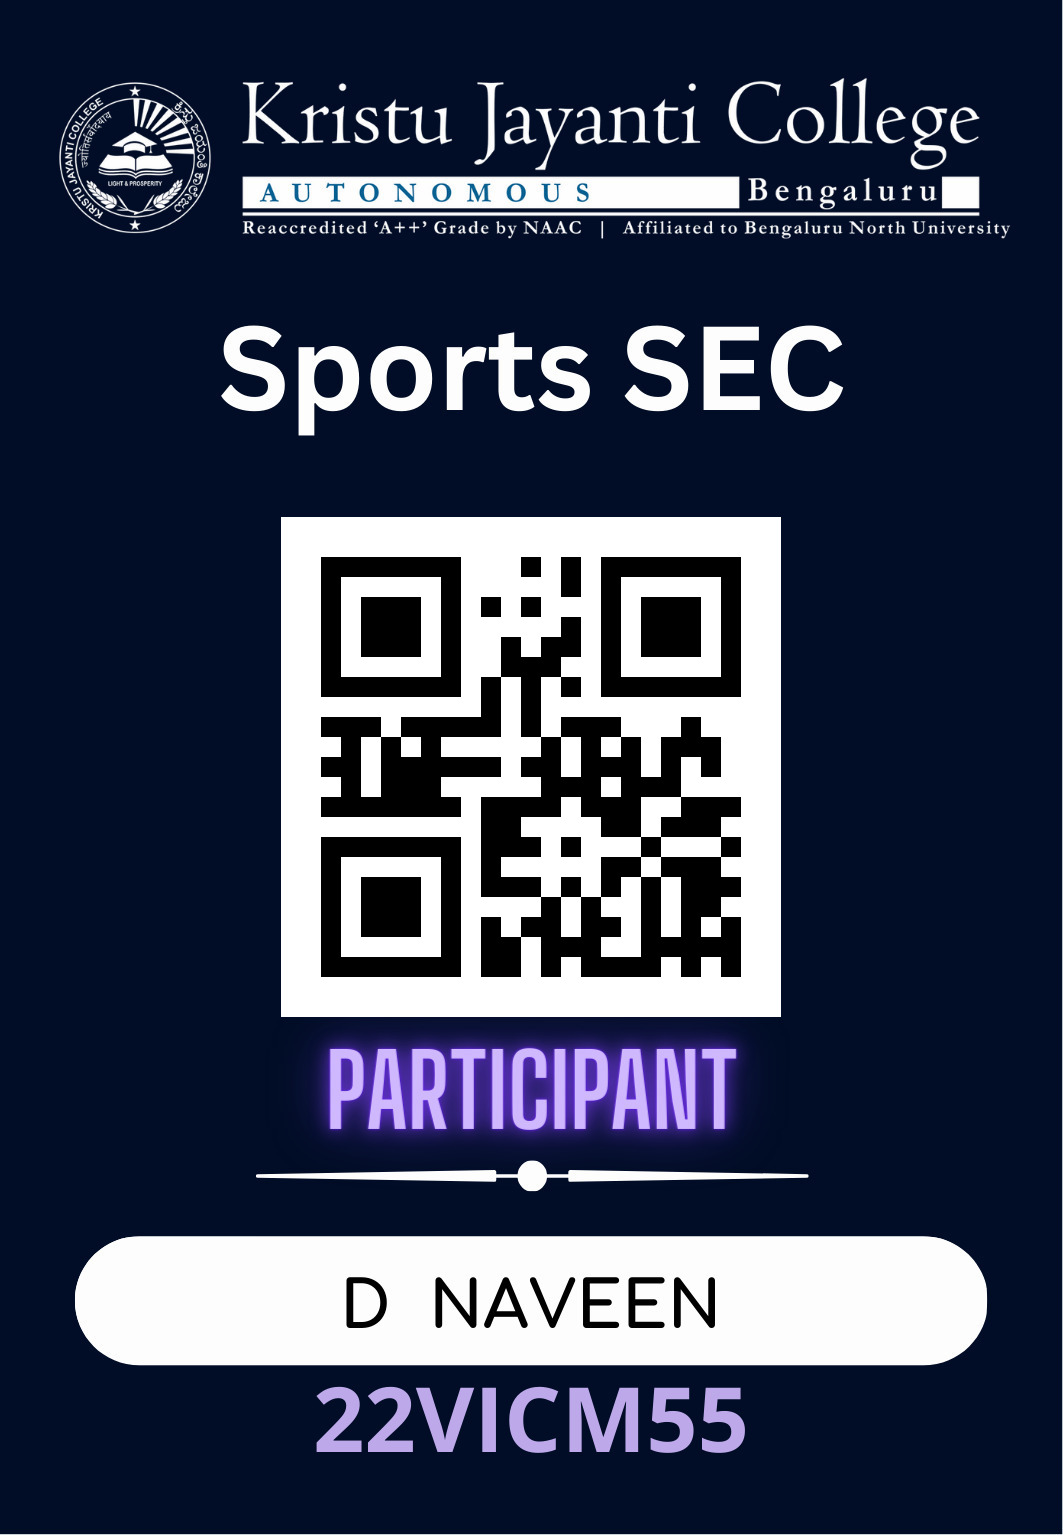 KRISTU JAYANTI COLLEGE
LIGHT & PROSPERITY
Kristu Jayanti College
AUTONOMOUS Bengaluru
Reaccredited ‘A++’ Grade by NAAC | Affiliated to Bengaluru North University
Sports SEC
PARTICIPANT
D NAVEEN
22VICM55